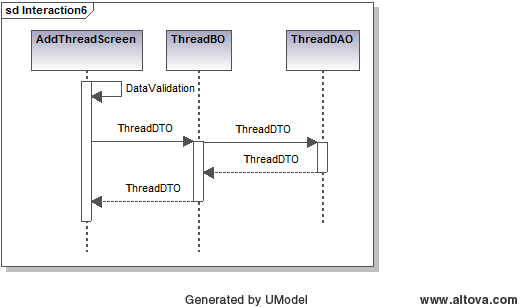 sd Interaction6
AddThreadScreen
ThreadBO
ThreadDAO
DataValidation
ThreadDTO
ThreadDTO
ThreadDTO
ThreadDTO
Generated by UModel
www.altova.com